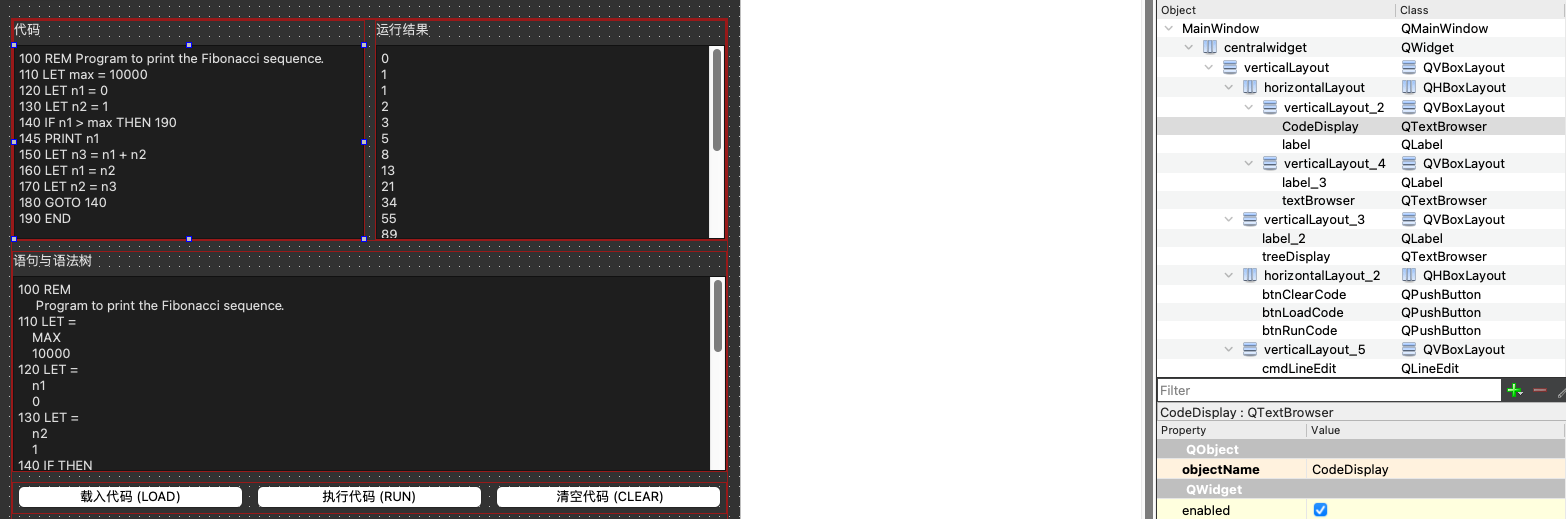 代码
100 REM Program to print the Fibonacci sequence.
110 LET max = 10000
120 LET n1 = 0
130 LET n2 = 1
140 IF n1 > max THEN 190
145 PRINT n1
150 LET n3 = n1 + n2
160 LET n1 = n2
170 LET n2 = n3
180 GOTO 140
190 END
运行结果
0
1
1
2
3
5
8
13
21
34
55
89
语句与语法树
100 REM
Program to print the Fibonacci sequence.
110 LET =
MAX
10000
120 LET =
n1
0
130 LET =
n2
1
140 IF THEN
载入代码 (LOAD)
执行代码 (RUN)
清空代码 (CLEAR)
Object Class
MainWindow QMainWindow
centralwidget QWidget
verticalLayout QVBoxLayout
horizontalLayout QHBoxLayout
verticalLayout_2 QVBoxLayout
CodeDisplay QTextBrowser
label QLabel
verticalLayout_4 QVBoxLayout
label_3 QLabel
textBrowser QTextBrowser
verticalLayout_3 QVBoxLayout
label_2 QLabel
treeDisplay QTextBrowser
horizontalLayout_2 QHBoxLayout
btnClearCode QPushButton
btnLoadCode QPushButton
btnRunCode QPushButton
verticalLayout_5 QVBoxLayout
cmdLineEdit QLineEdit
Filter
CodeDisplay : QTextBrowser
Property Value
QObject
objectName CodeDisplay
QWidget
enabled